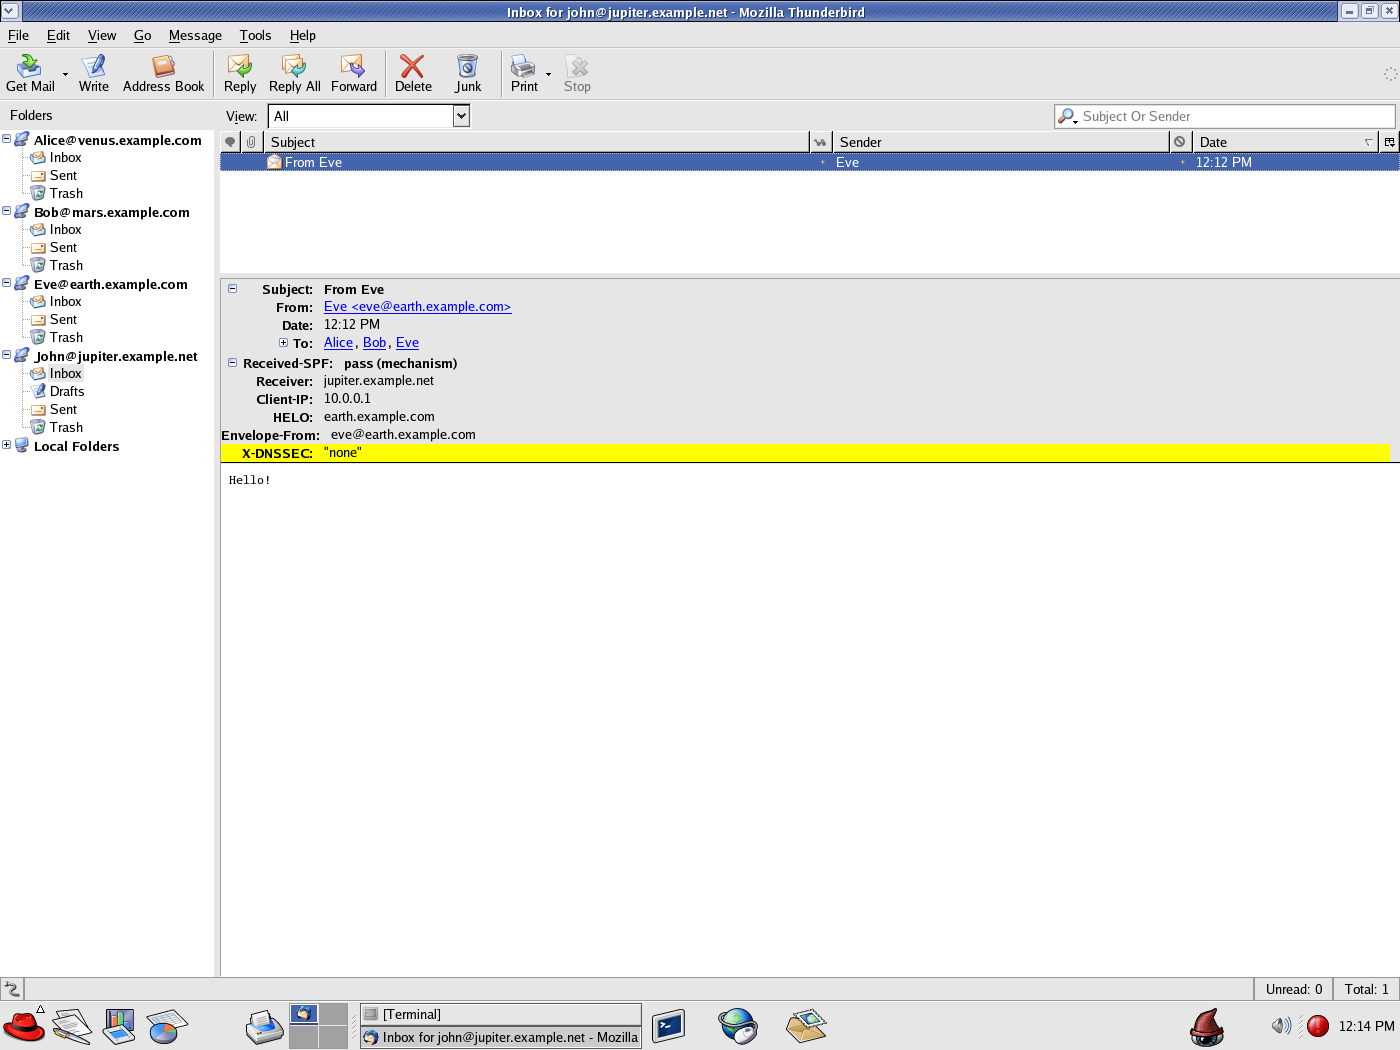 Inbox for john@jupiter.example.net - Mozilla Thunderbird
File Edit View Go Message Tools Help
Get Mail Write Address Book Reply Reply All Forward Delete Junk Print Stop
Folders
View: All
Subject Or Sender
Alice@venus.example.com
Inbox
Sent
Trash
Bob@mars.example.com
Inbox
Sent
Trash
Eve@earth.example.com
Inbox
Sent
Trash
John@jupiter.example.net
Inbox
Drafts
Sent
Trash
Local Folders
Subject Sender Date
From Eve Eve 12:12 PM
Subject: From Eve
From: Eve <eve@earth.example.com>
Date: 12:12 PM
To: Alice, Bob, Eve
Received-SPF: pass (mechanism)
Receiver: jupiter.example.net
Client-IP: 10.0.0.1
HELO: earth.example.com
Envelope-From: eve@earth.example.com
X-DNSSEC: "none"
Hello!
Unread: 0 Total: 1
[Terminal]
Inbox for john@jupiter.example.net - Mozilla
12:14 PM